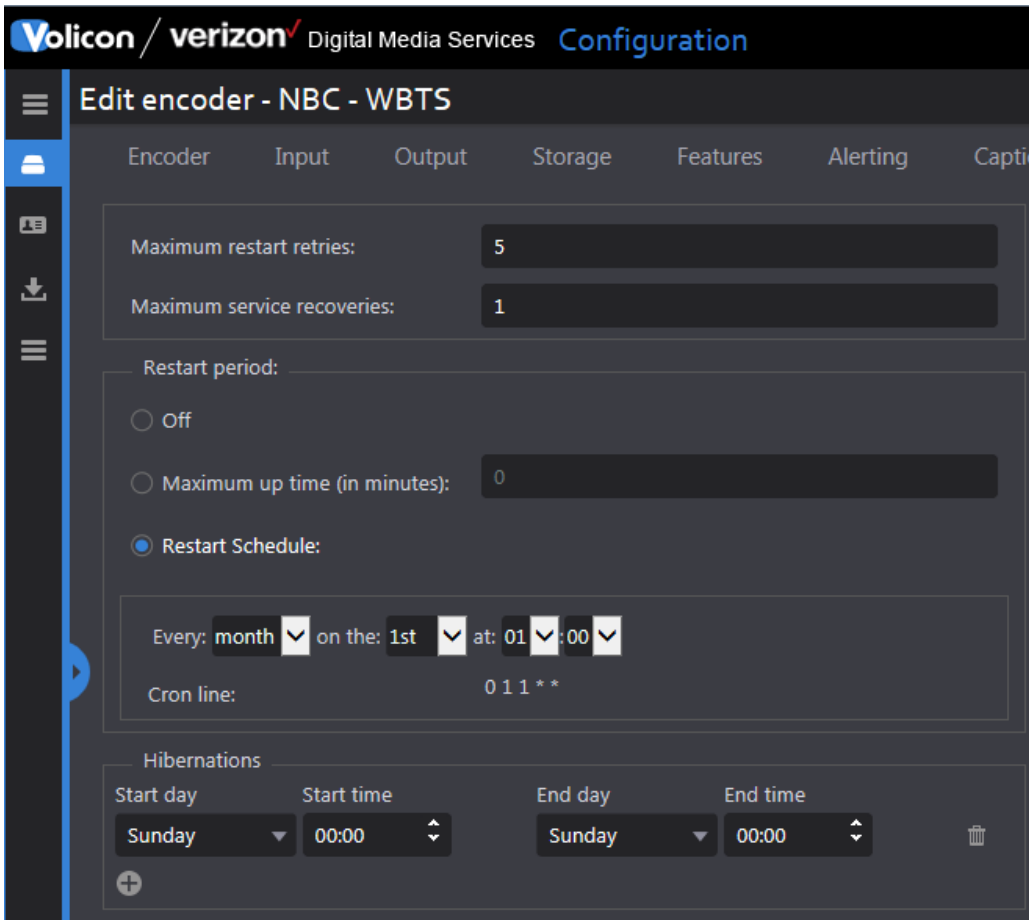 Volicon / verizon✓ Digital Media Services Configuration
Edit encoder - NBC - WBTS
Encoder Input Output Storage Features Alerting Capti
Maximum restart retries: 5
Maximum service recoveries: 1
Restart period:
Off
Maximum up time (in minutes): 0
Restart Schedule:
Every: month on the: 1st at: 01 : 00
Cron line: 0 1 1 * *
Hibernations
Start day Start time End day End time
Sunday 00:00 Sunday 00:00